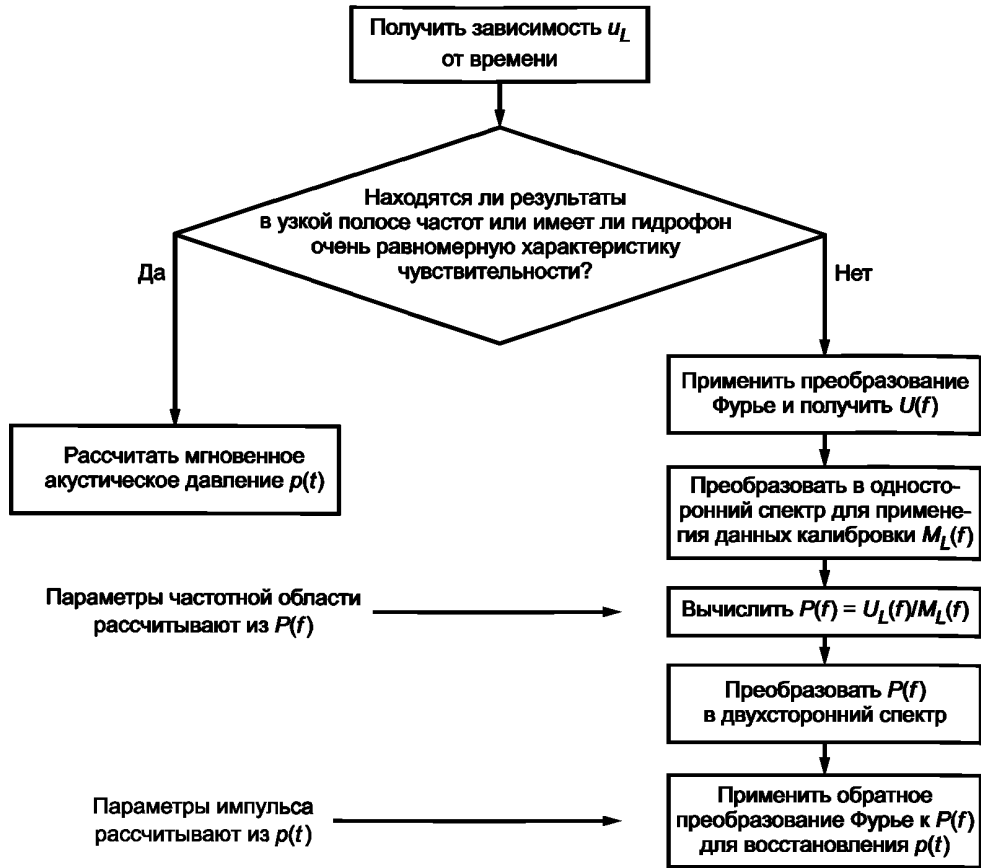 Получить зависимость u_L
от времени
Находятся ли результаты
в узкой полосе частот или имеет ли гидрофон
очень равномерную характеристику
чувствительности?
Да
Нет
Рассчитать мгновенное
акустическое давление p(t)
Применить преобразование
Фурье и получить U(f)
Преобразовать в односто-
ронний спектр для примене-
гия данных калибровки M_L(f)
Параметры частотной области
рассчитывают из P(f)
Вычислить P(f) = U_L(f)/M_L(f)
Преобразовать P(f)
в двухсторонний спектр
Параметры импульса
рассчитывают из p(t)
Применить обратное
преобразование Фурье к P(f)
для восстановления p(t)